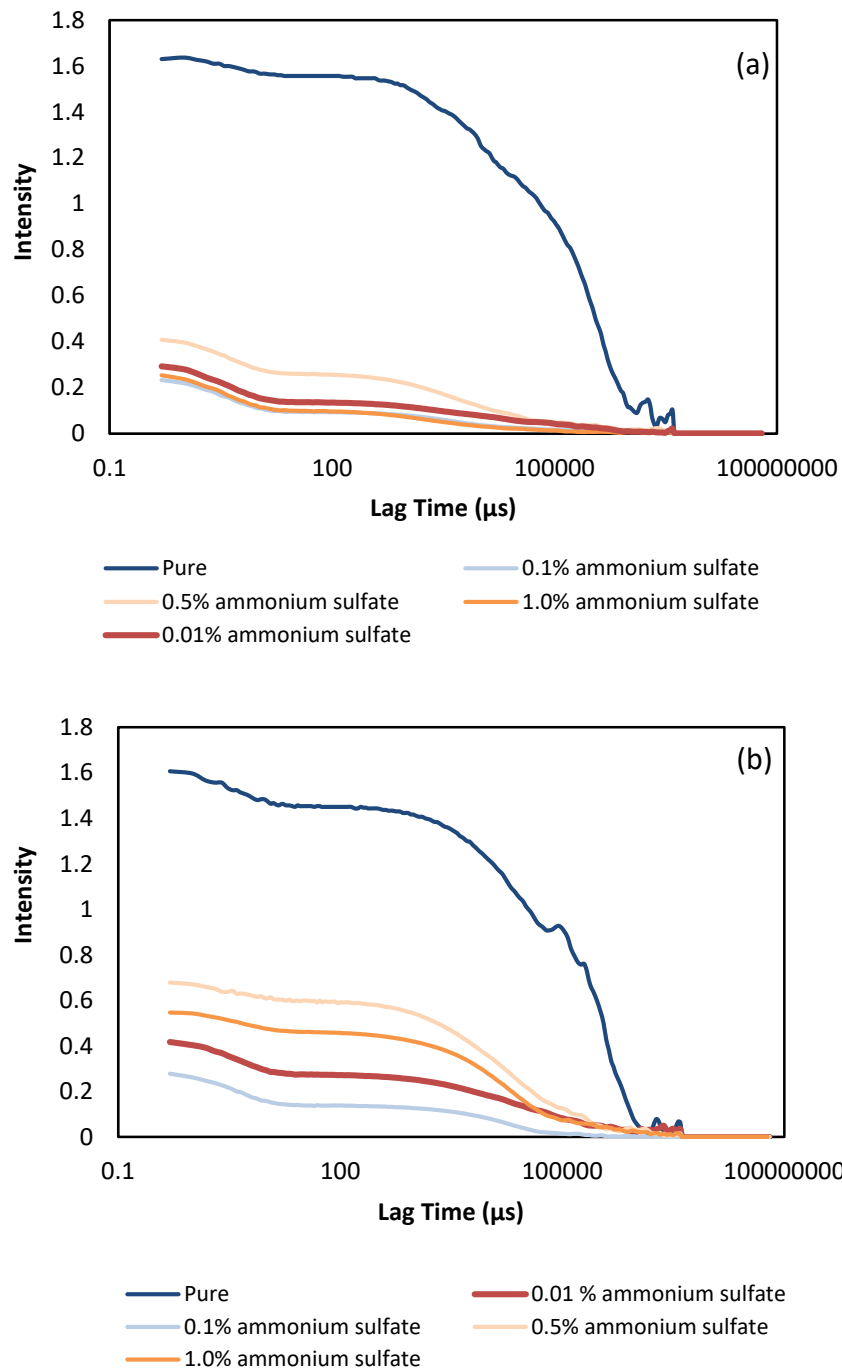 1.8
(a)
1.6
1.4
1.2
1
0.8
0.6
0.4
0.2
0
Intensity
0.1 100 100000 100000000
Lag Time (µs)
Pure 0.1% ammonium sulfate
0.5% ammonium sulfate 1.0% ammonium sulfate
0.01% ammonium sulfate
1.8
(b)
1.6
1.4
1.2
1
0.8
0.6
0.4
0.2
0
Intensity
0.1 100 100000 100000000
Lag Time (µs)
Pure 0.01 % ammonium sulfate
0.1% ammonium sulfate 0.5% ammonium sulfate
1.0% ammonium sulfate